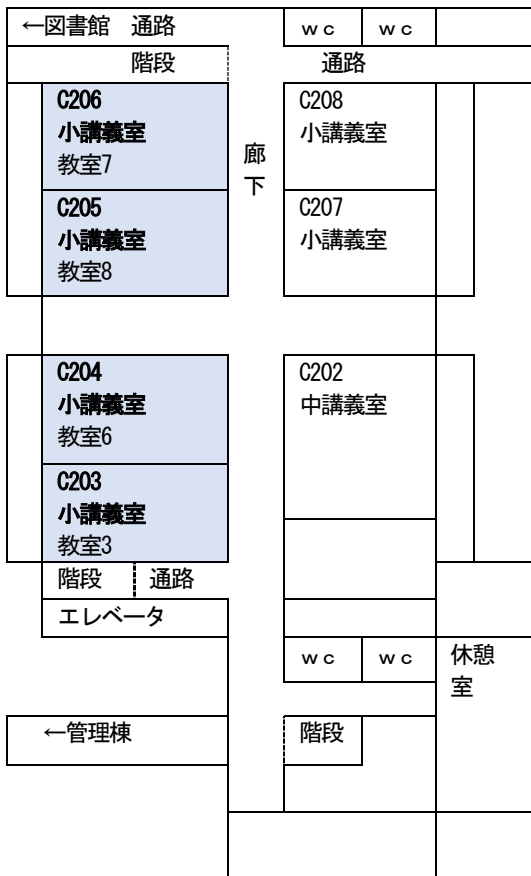 ←図書館 通路
ｗｃ ｗｃ
階段 通路
C206
小講義室
教室7
C208
小講義室
廊下
C205
小講義室
教室8
C207
小講義室
C204
小講義室
教室6
C202
中講義室
C203
小講義室
教室3
階段 通路
エレベータ
ｗｃ ｗｃ 休憩室
←管理棟 階段